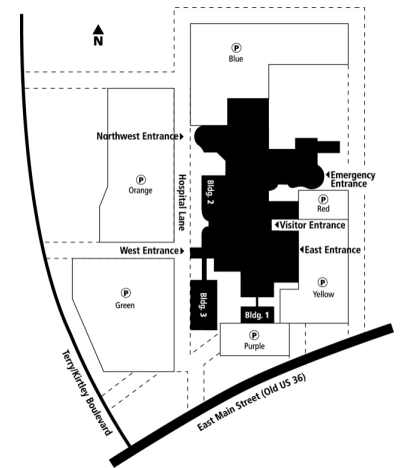 N
P
Blue
Northwest Entrance
P
Orange
Hospital Lane
Bldg. 2
Emergency
Entrance
P
Red
Visitor Entrance
West Entrance
East Entrance
P
Green
Bldg. 3
P
Yellow
Bldg. 1
P
Purple
Terry/Kirtley Boulevard
East Main Street (Old US 36)